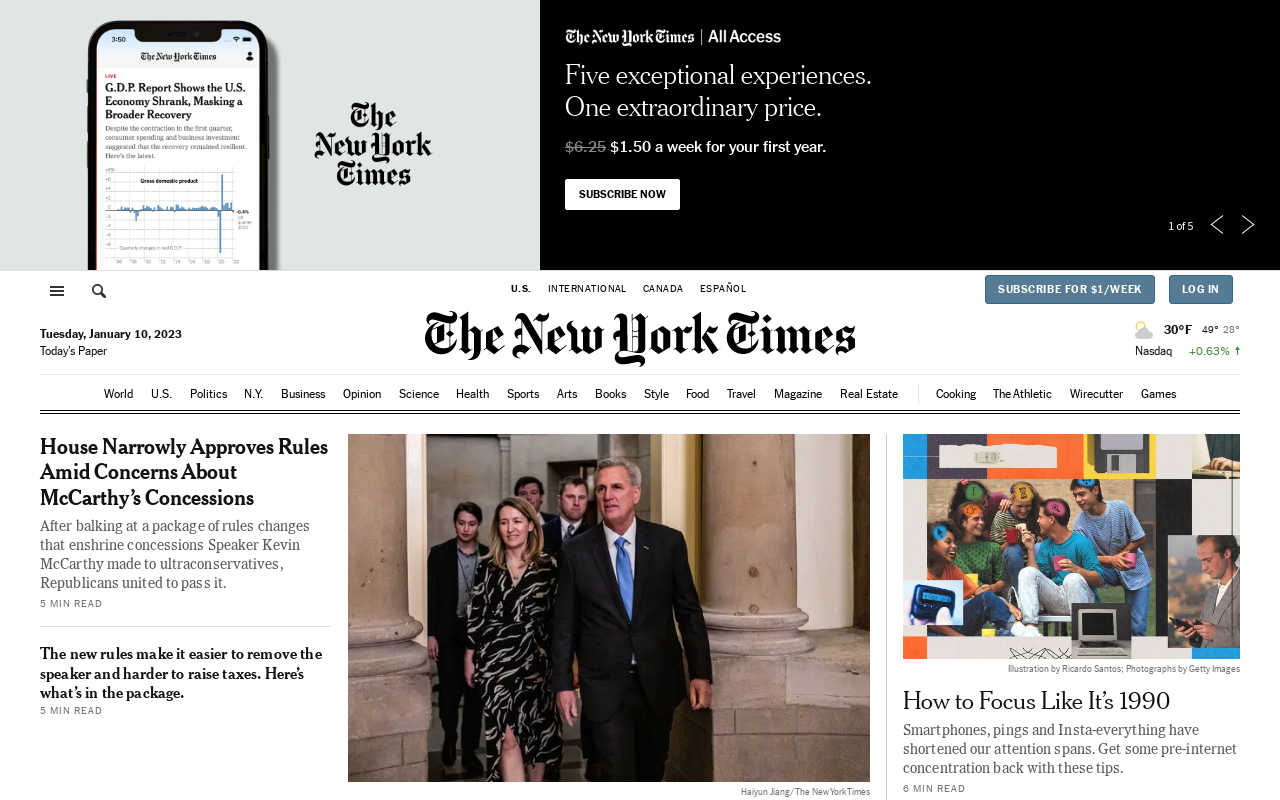 3:50
The New York Times
LIVE
G.D.P. Report Shows the U.S.
Economy Shrank, Masking a
Broader Recovery
Despite the contraction in the first quarter,
consumer spending and business investment
suggested that the recovery remained resilient.
Here's the latest.
Gross domestic product
Quarterly changes in real G.D.P.
The
New York
Times
The New York Times | All Access
Five exceptional experiences.
One extraordinary price.
$6.25 $1.50 a week for your first year.
SUBSCRIBE NOW
1 of 5
U.S. INTERNATIONAL CANADA ESPAÑOL
SUBSCRIBE FOR $1/WEEK LOG IN
Tuesday, January 10, 2023
Today's Paper
The New York Times
30°F 49° 28°
Nasdaq +0.63%
World U.S. Politics N.Y. Business Opinion Science Health Sports Arts Books Style Food Travel Magazine Real Estate Cooking The Athletic Wirecutter Games
House Narrowly Approves Rules
Amid Concerns About
McCarthy's Concessions
After balking at a package of rules changes
that enshrine concessions Speaker Kevin
McCarthy made to ultraconservatives,
Republicans united to pass it.
5 MIN READ
The new rules make it easier to remove the
speaker and harder to raise taxes. Here's
what's in the package.
5 MIN READ
Haiyun Jiang/The New York Times
Illustration by Ricardo Santos; Photographs by Getty Images
How to Focus Like It's 1990
Smartphones, pings and Insta-everything have
shortened our attention spans. Get some pre-internet
concentration back with these tips.
6 MIN READ